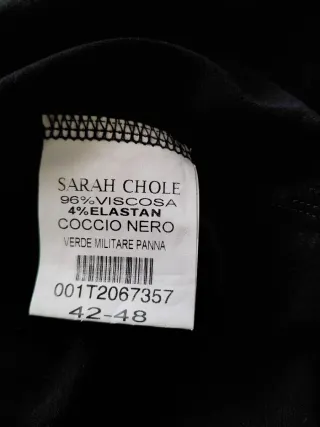 SARAH CHOLE
96%VISCOSA
4%ELASTAN
COCCIO NERO
VERDE MILITARE PANNA
001T2067357
42-48